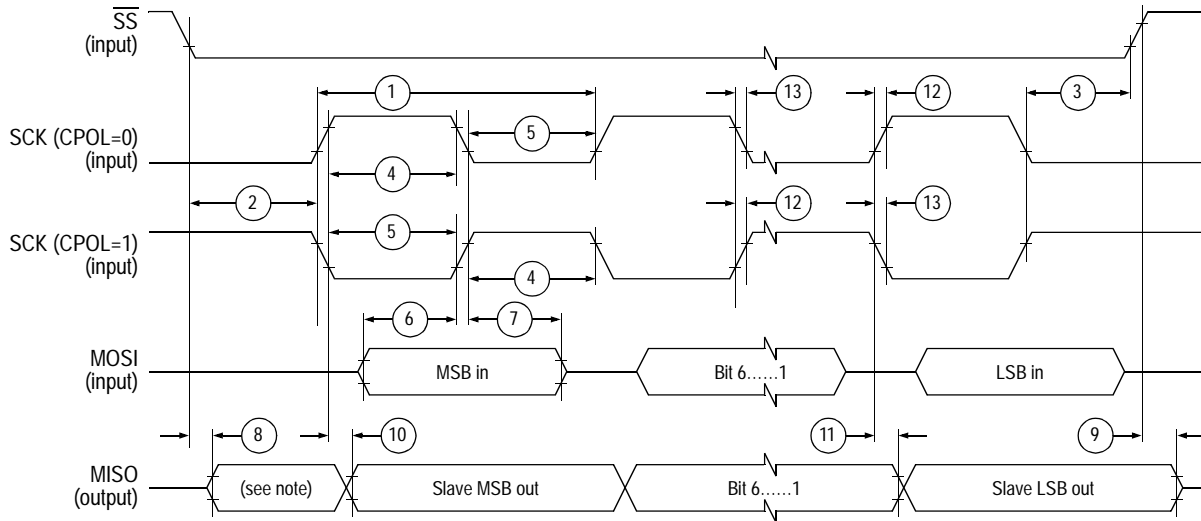 SS
(input)
1
13
12
3
SCK (CPOL=0)
(input)
5
4
2
12
13
SCK (CPOL=1)
(input)
5
4
6
7
MOSI
(input)
MSB in
Bit 6......1
LSB in
8
10
11
9
MISO
(output)
(see note)
Slave MSB out
Bit 6......1
Slave LSB out